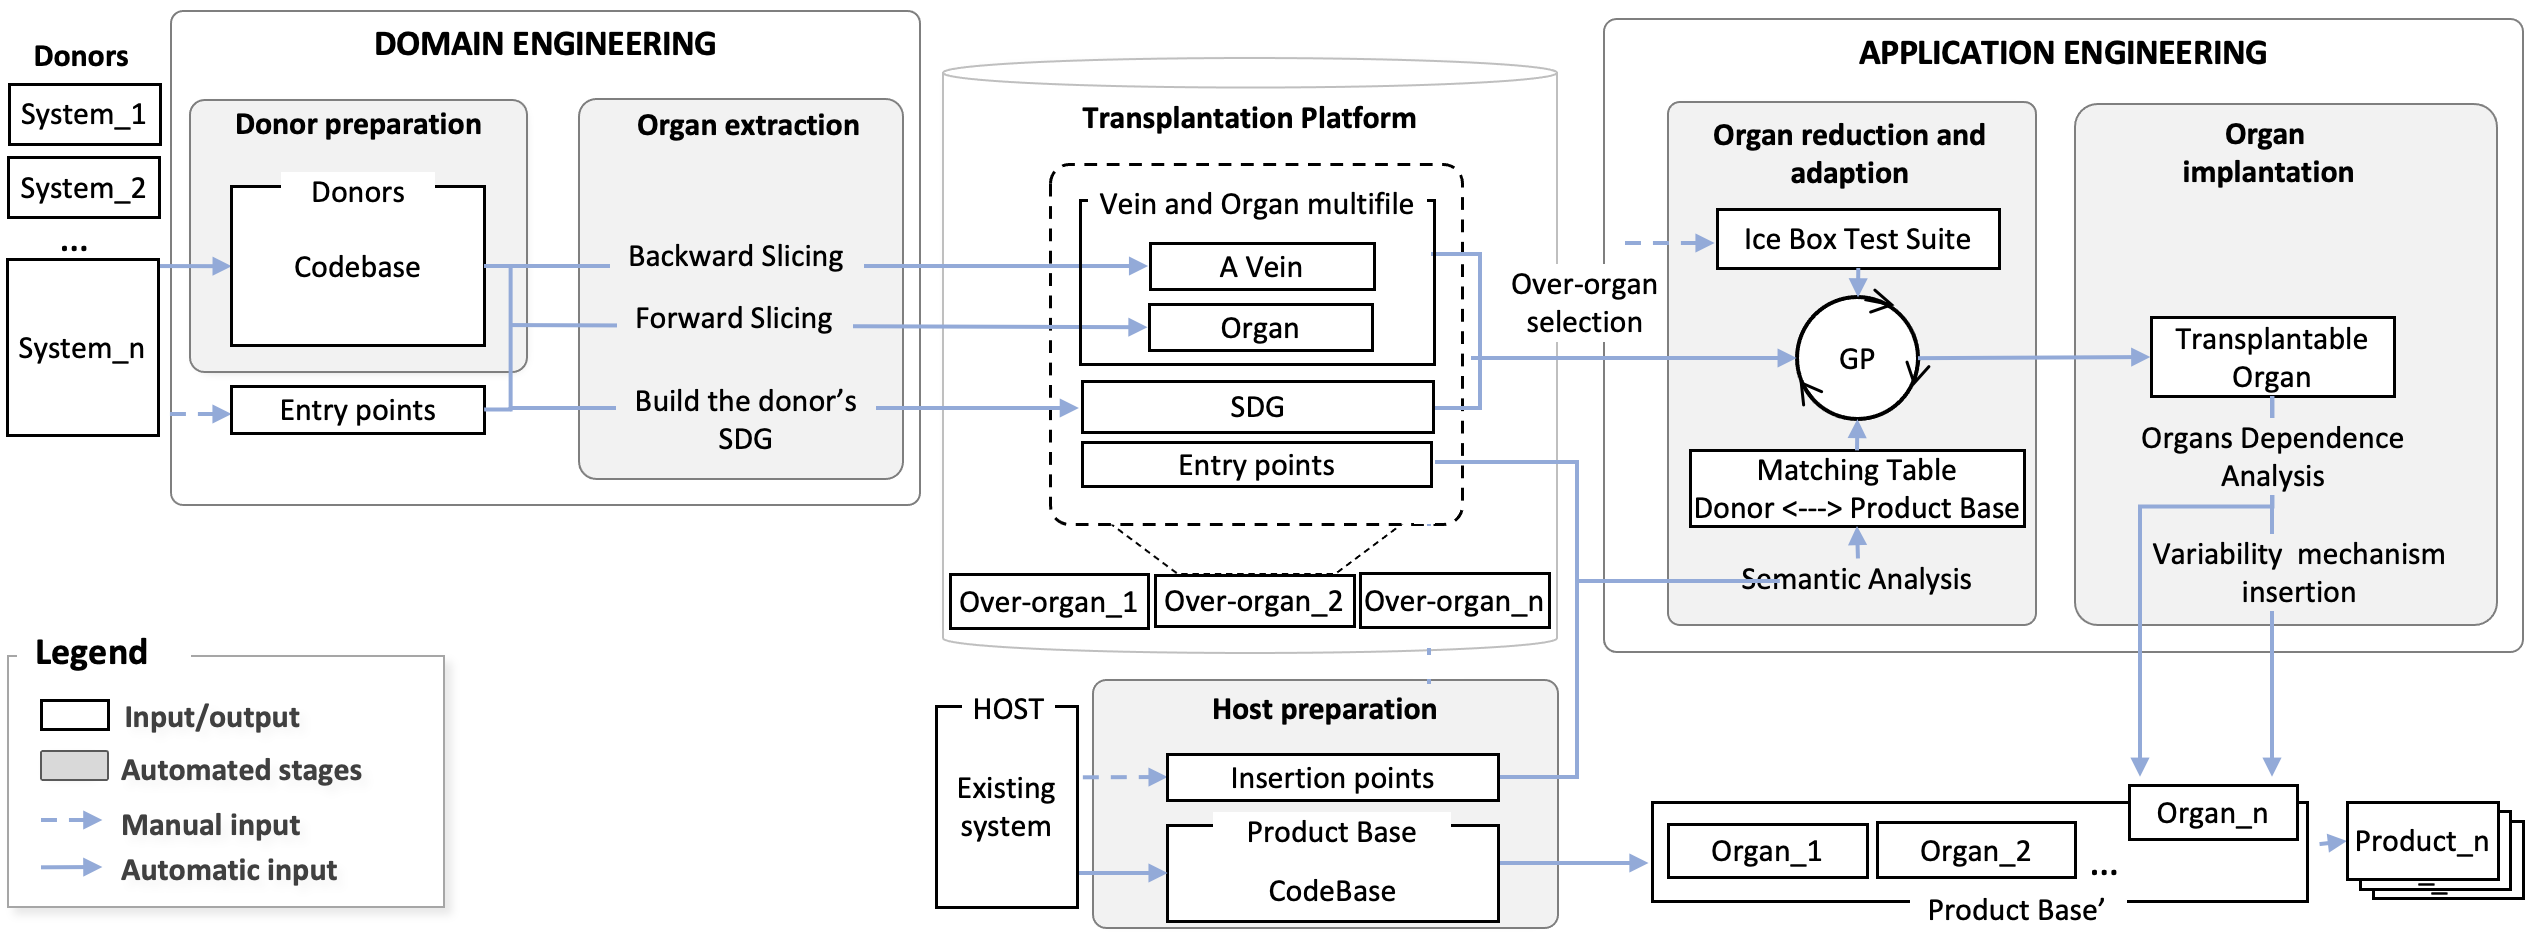 Donors
System_1
System_2
...
System_n
DOMAIN ENGINEERING
Donor preparation
Donors
Codebase
Entry points
Organ extraction
Backward Slicing
Forward Slicing
Build the donor's
SDG
Transplantation Platform
Vein and Organ multifile
A Vein
Organ
SDG
Entry points
Over-organ_1
Over-organ_2
Over-organ_n
Over-organ
selection
APPLICATION ENGINEERING
Organ reduction and
adaption
Ice Box Test Suite
GP
Matching Table
Donor <---> Product Base
Semantic Analysis
Organ
implantation
Transplantable
Organ
Organs Dependence
Analysis
Variability mechanism
insertion
Legend
Input/output
Automated stages
Manual input
Automatic input
HOST
Existing
system
Host preparation
Insertion points
Product Base
CodeBase
Organ_1
Organ_2
...
Organ_n
Product Base'
Product_n